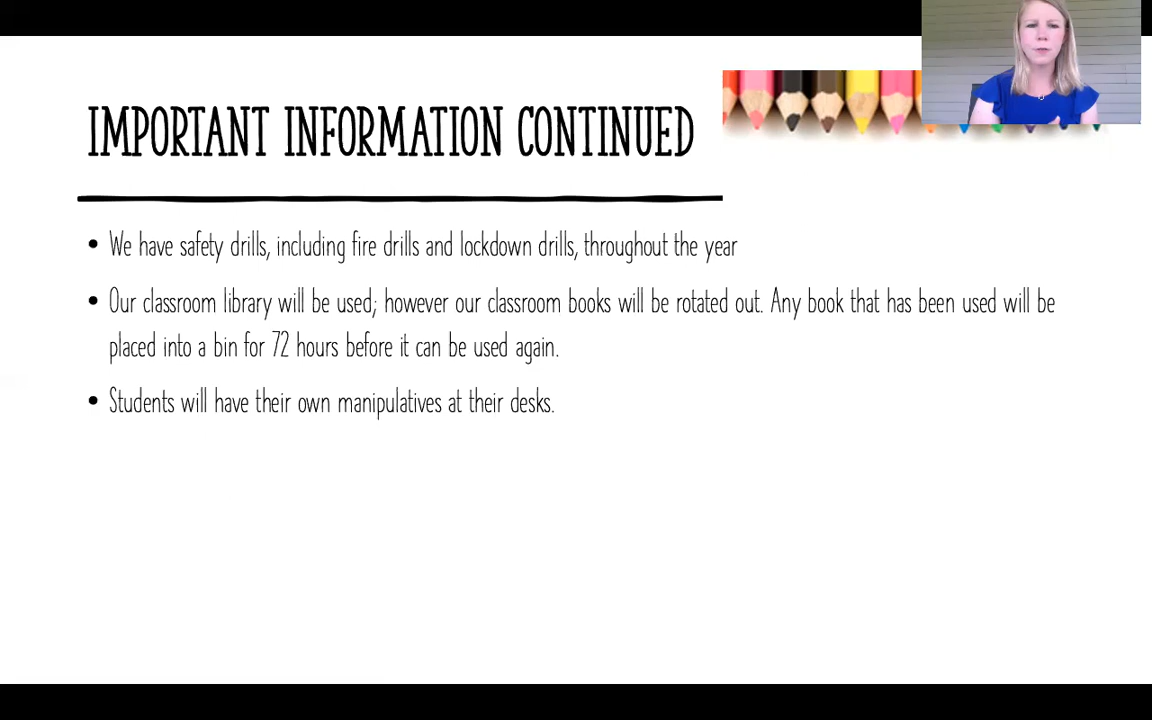 IMPORTANT INFORMATION CONTINUED
• We have safety drills, including fire drills and lockdown drills, throughout the year
• Our classroom library will be used; however our classroom books will be rotated out. Any book that has been used will be
placed into a bin for 72 hours before it can be used again.
• Students will have their own manipulatives at their desks.